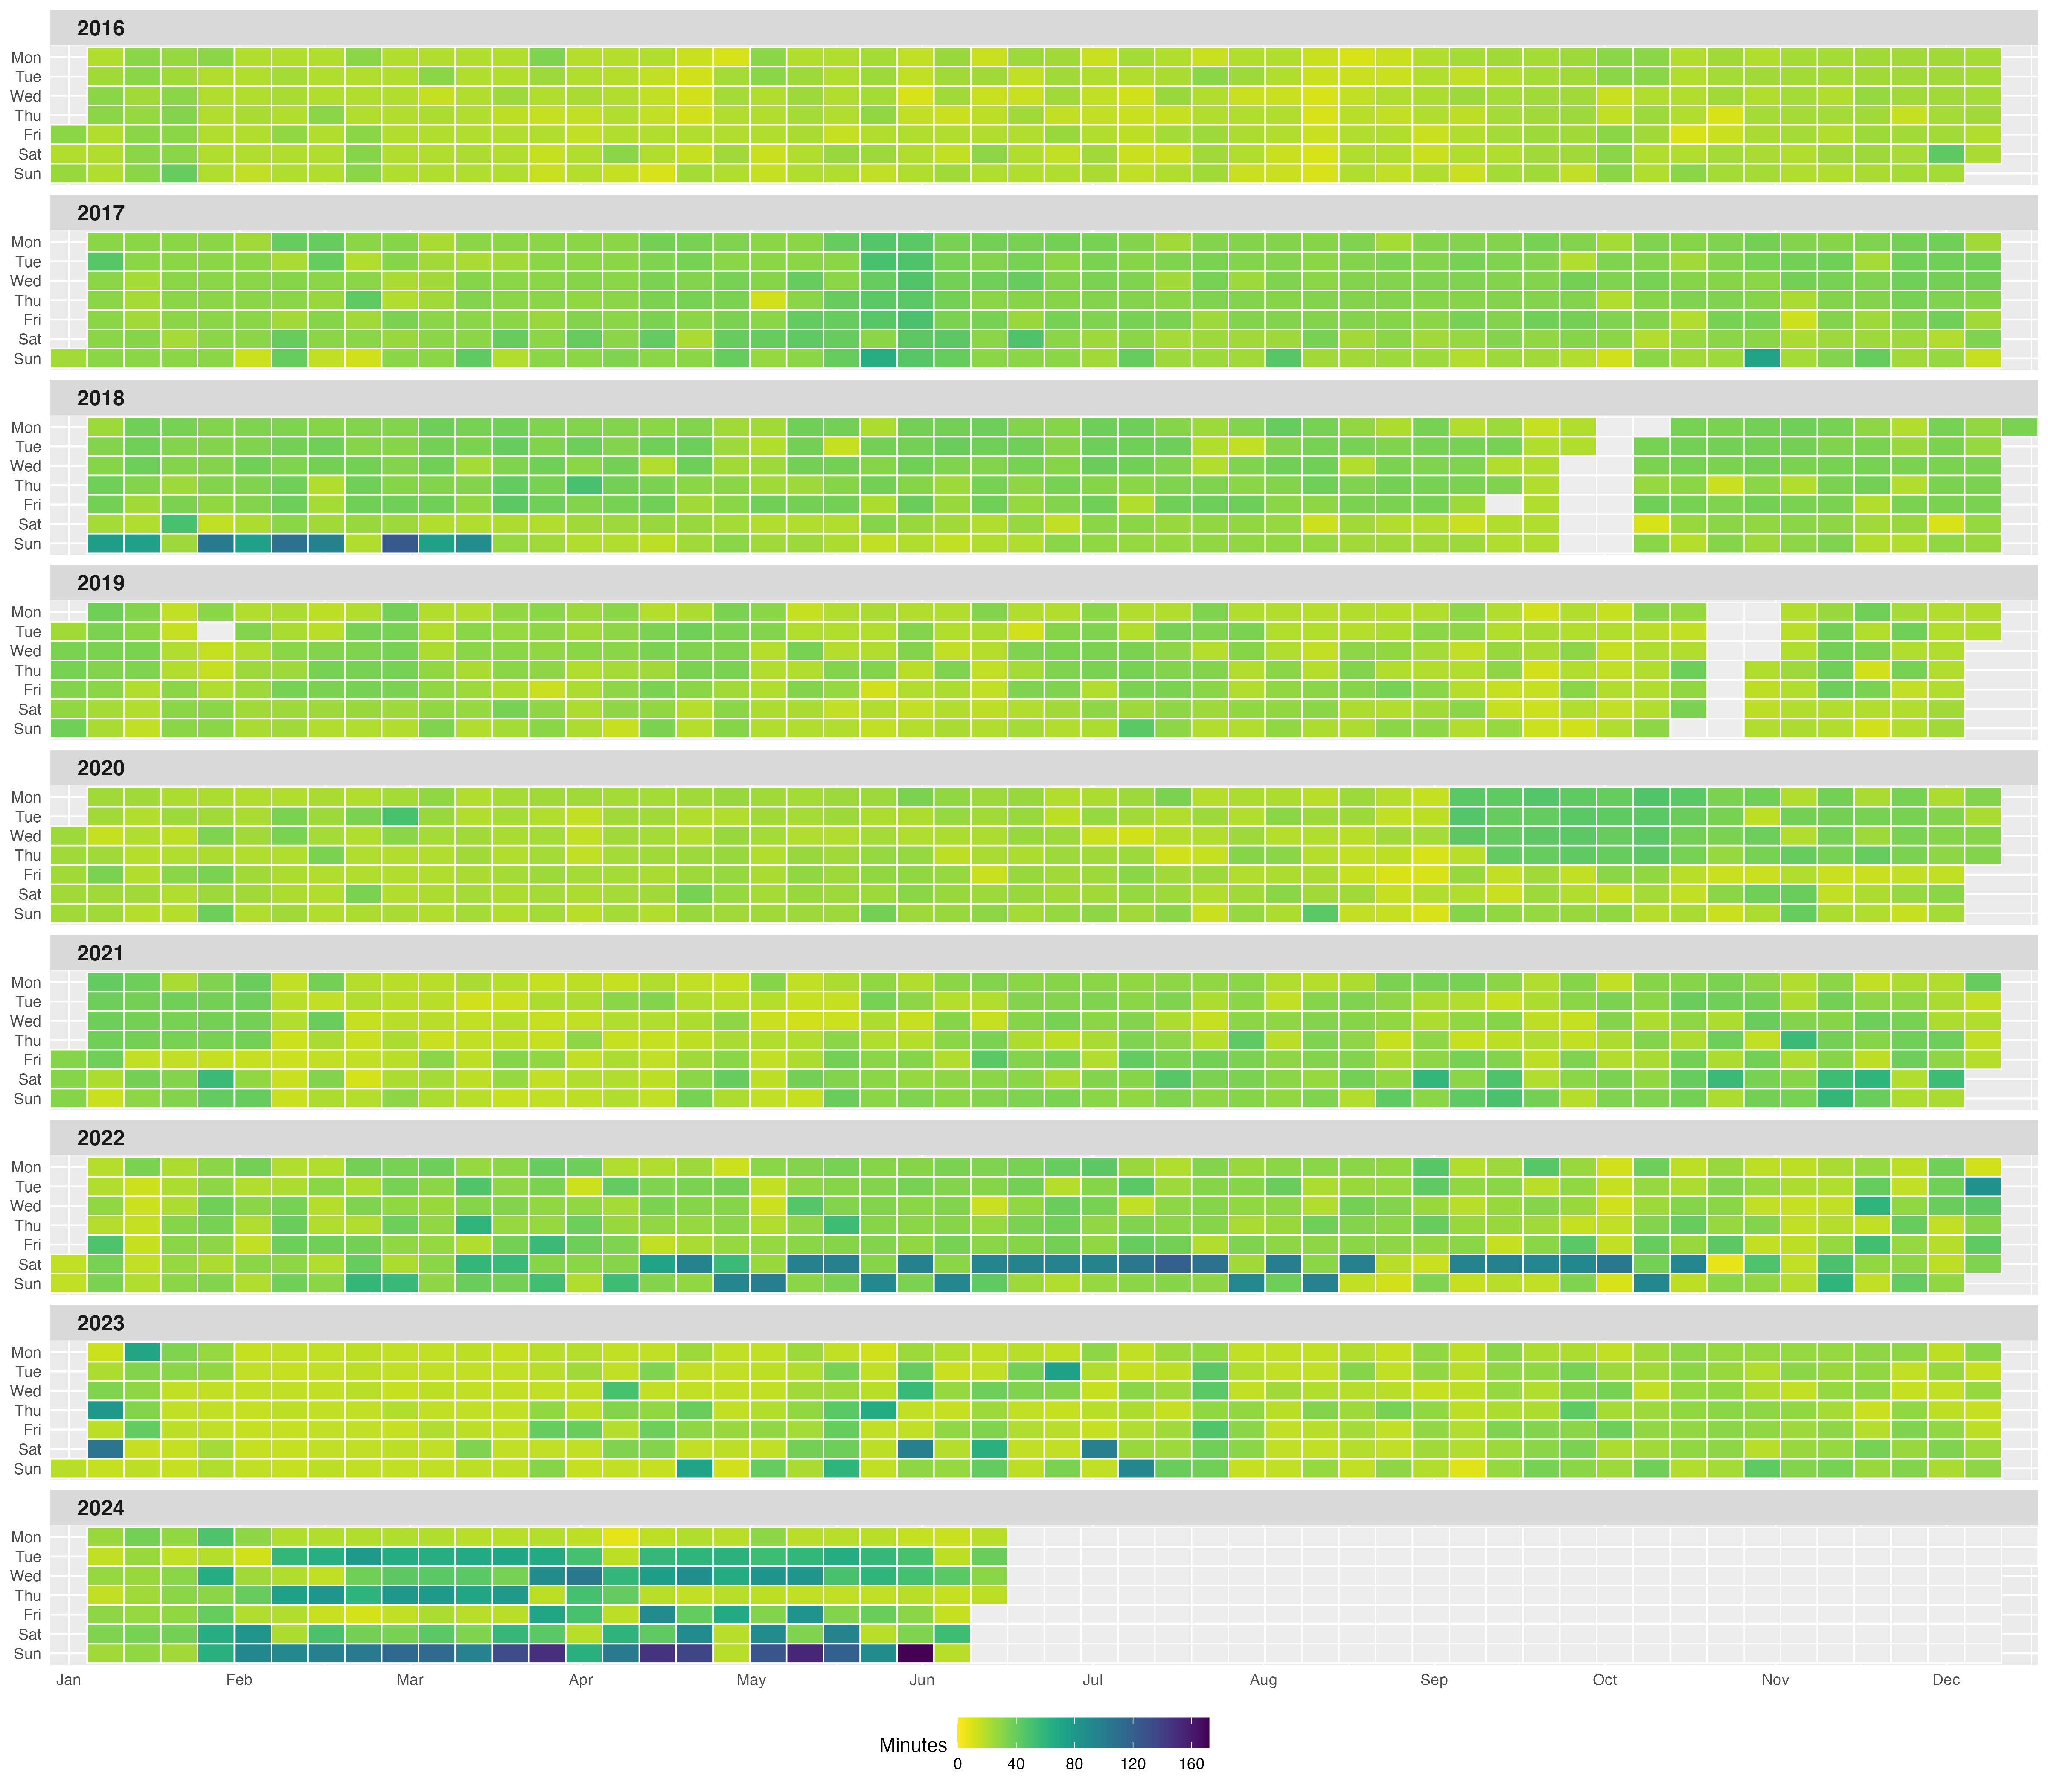 2016
Mon
Tue
Wed
Thu
Fri
Sat
Sun
2017
Mon
Tue
Wed
Thu
Fri
Sat
Sun
2018
Mon
Tue
Wed
Thu
Fri
Sat
Sun
2019
Mon
Tue
Wed
Thu
Fri
Sat
Sun
2020
Mon
Tue
Wed
Thu
Fri
Sat
Sun
2021
Mon
Tue
Wed
Thu
Fri
Sat
Sun
2022
Mon
Tue
Wed
Thu
Fri
Sat
Sun
2023
Mon
Tue
Wed
Thu
Fri
Sat
Sun
2024
Mon
Tue
Wed
Thu
Fri
Sat
Sun
Jan Feb Mar Apr May Jun Jul Aug Sep Oct Nov Dec
Minutes
0 40 80 120 160